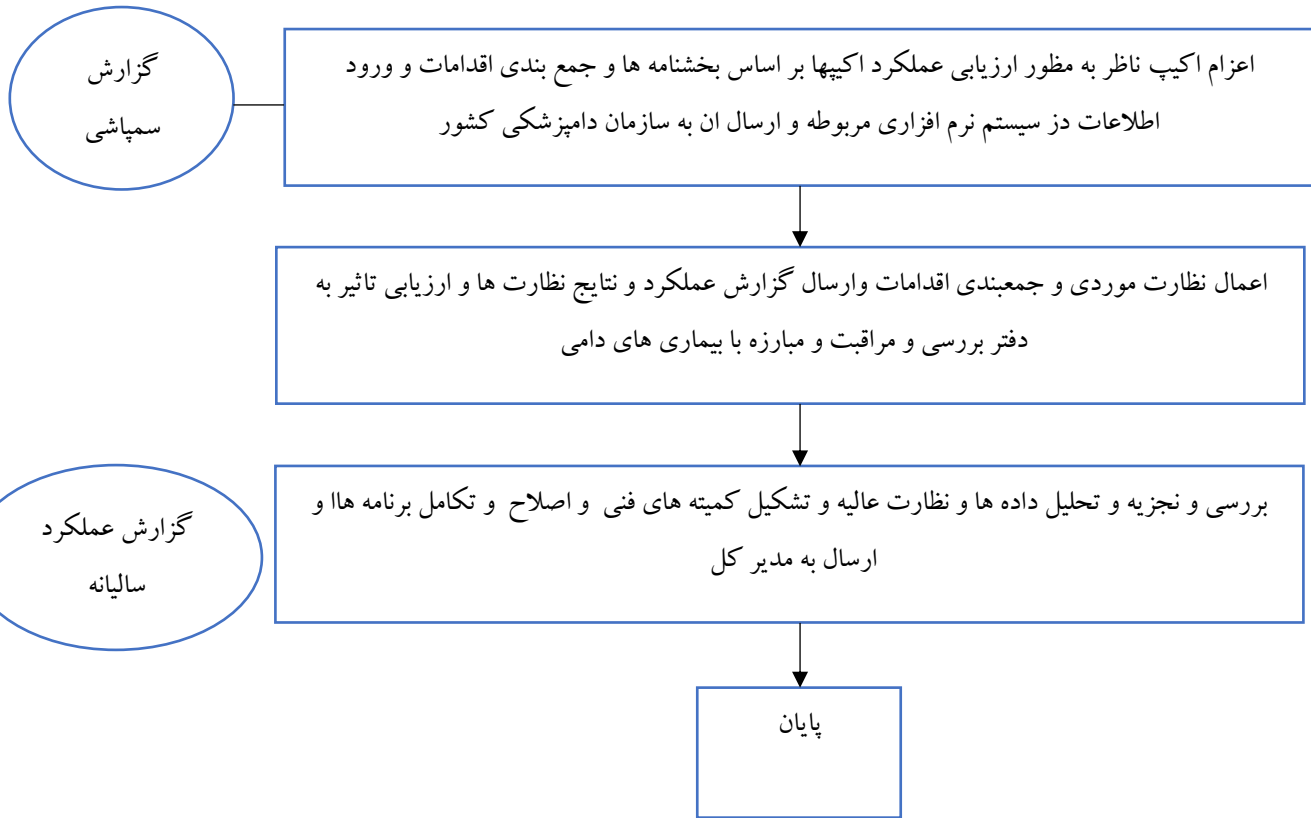 گزارش
سمپاشی
اعزام اکیپ ناظر به مظور ارزیابی عملکرد اکیپها بر اساس بخشنامه ها و جمع بندی اقدامات و ورود
اطلاعات دز سیستم نرم افزاری مربوطه و ارسال ان به سازمان دامپزشکی کشور
اعمال نظارت موردی و جمعبندی اقدامات وارسال گزارش عملکرد و نتایج نظارت ها و ارزیابی تاثیر به
دفتر بررسی و مراقبت و مبارزه با بیماری های دامی
بررسی و نجزیه و تحلیل داده ها و نظارت عالیه و تشکیل کمیته های فنی و اصلاح و تکامل برنامه هاا و
ارسال به مدیر کل
گزارش عملکرد
سالیانه
پایان